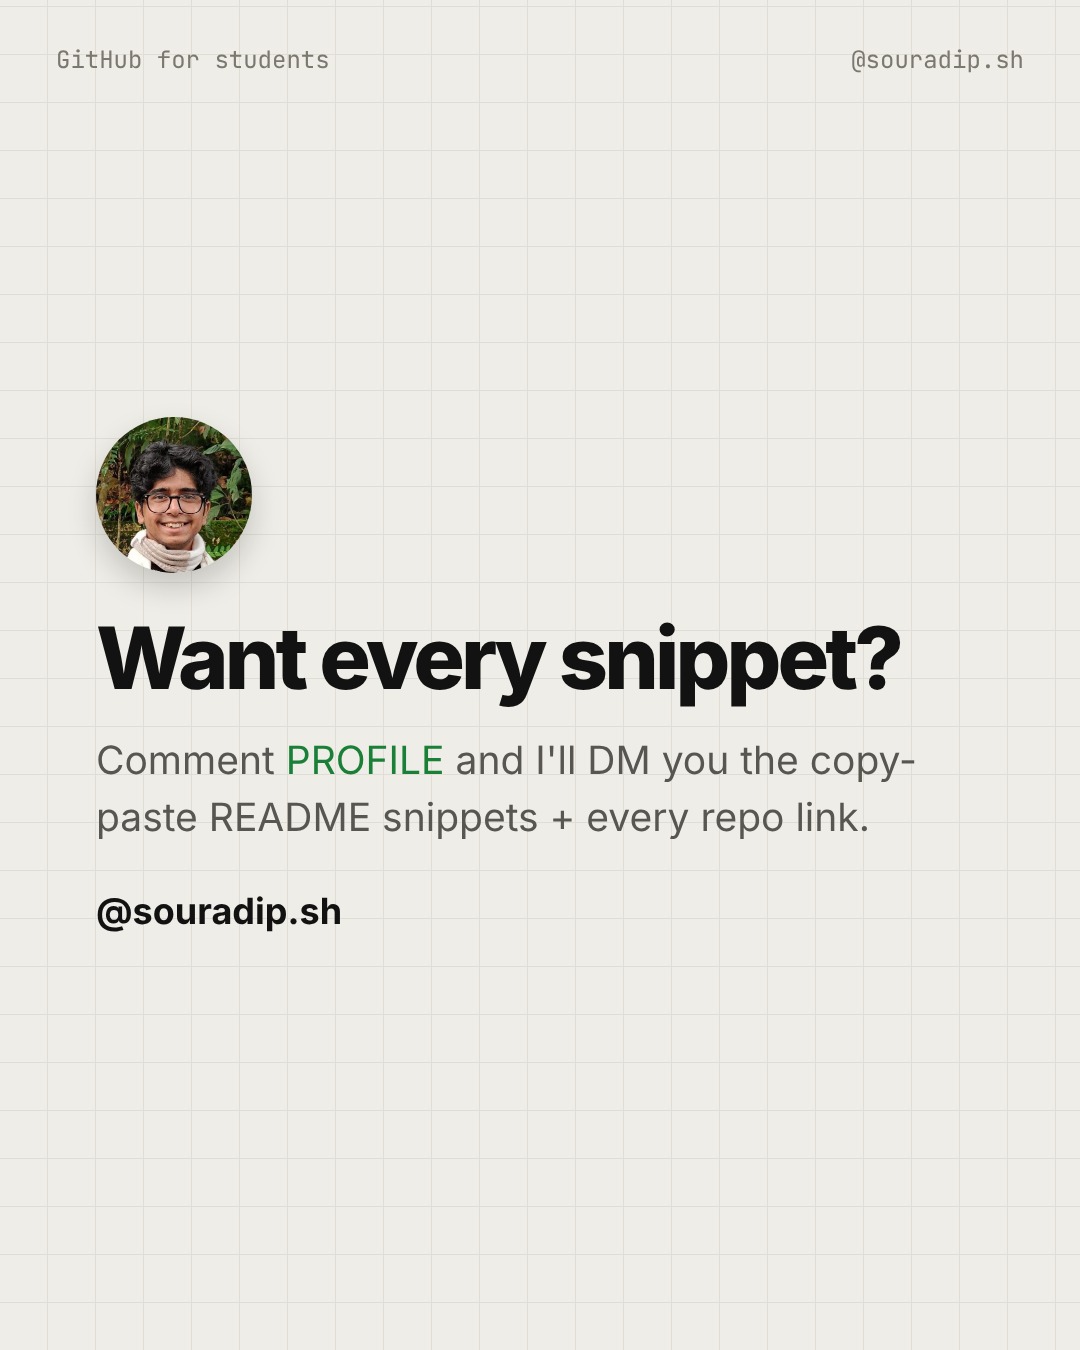 GitHub for students
@souradip.sh
Want every snippet?
Comment PROFILE and I'll DM you the copy-
paste README snippets + every repo link.
@souradip.sh